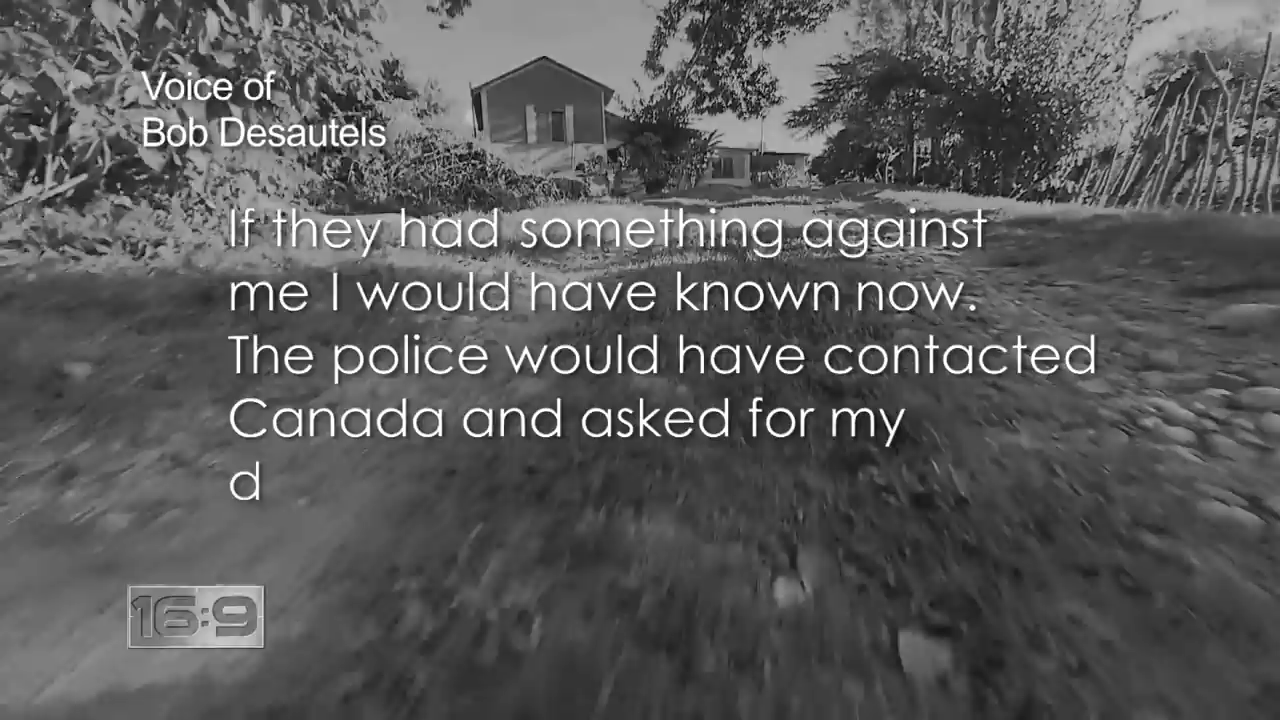 Voice of
Bob Desautels
If they had something against
me I would have known now.
The police would have contacted
Canada and asked for my
d
16:9